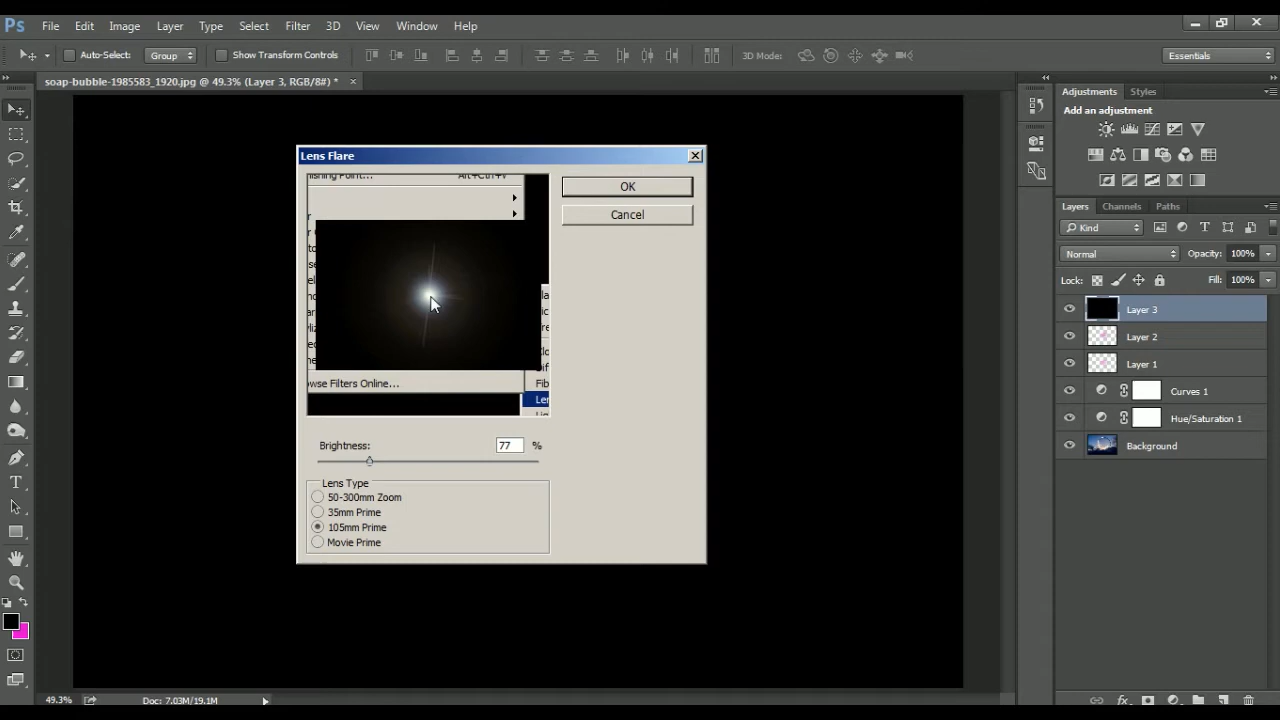 Ps File Edit Image Layer Type Select Filter 3D View Window Help
Auto-Select: Group Show Transform Controls 3D Mode: Essentials
soap-bubble-1985583_1920.jpg @ 49.3% (Layer 3, RGB/8#) * ×
Adjustments Styles
Add an adjustment
Lens Flare
OK
Cancel
owse Filters Online...
Brightness: 77 %
Lens Type
50-300mm Zoom
35mm Prime
105mm Prime
Movie Prime
Layers Channels Paths
Kind
Normal Opacity: 100%
Lock: Fill: 100%
Layer 3
Layer 2
Layer 1
Curves 1
Hue/Saturation 1
Background
fx
49.3% Doc: 7.03M/19.1M